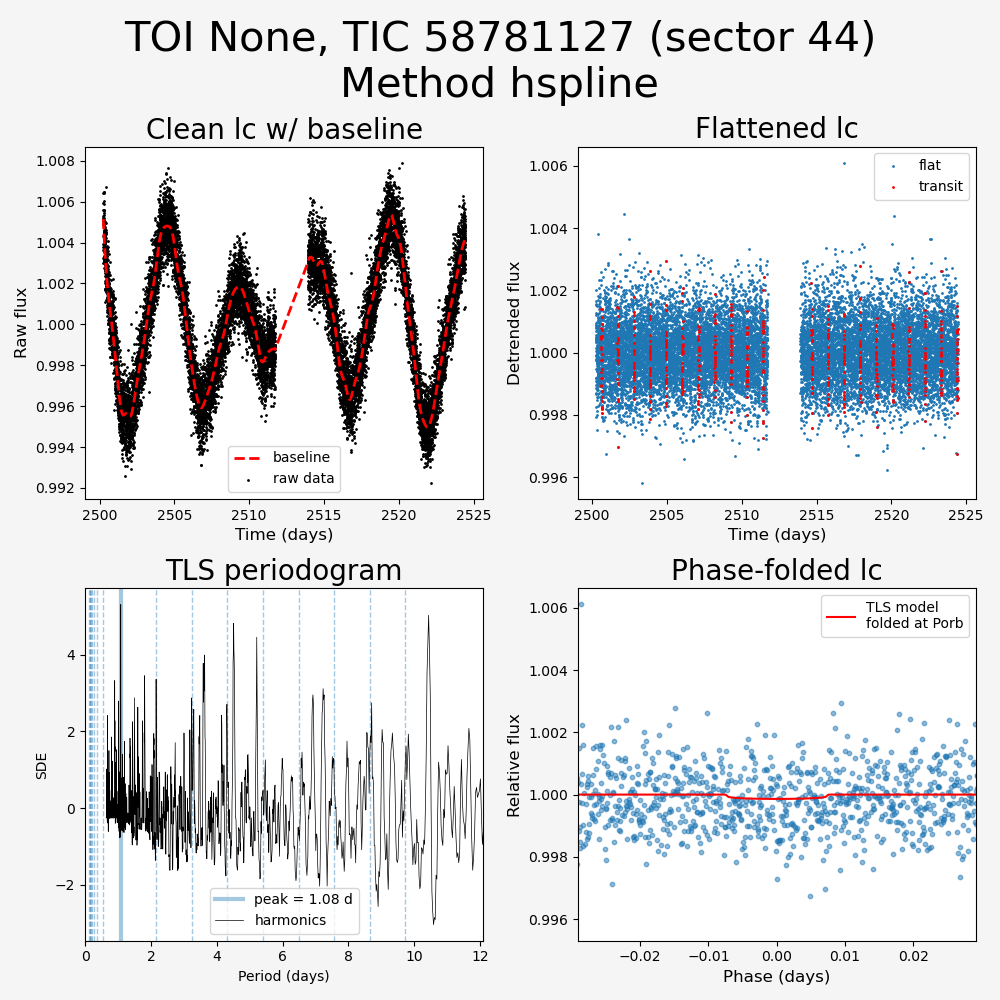 TOI None, TIC 58781127 (sector 44)
Method hspline
Clean lc w/ baseline
Raw flux
1.008
1.006
1.004
1.002
1.000
0.998
0.996
0.994
0.992
baseline
raw data
2500
2505
2510
2515
2520
2525
Time (days)
Flattened lc
Detrended flux
1.006
1.004
1.002
1.000
0.998
0.996
flat
transit
2500
2505
2510
2515
2520
2525
Time (days)
TLS periodogram
SDE
4
2
0
−2
peak = 1.08 d
harmonics
0
2
4
6
8
10
12
Period (days)
Phase-folded lc
Relative flux
1.006
1.004
1.002
1.000
0.998
0.996
TLS model
folded at Porb
−0.02
−0.01
0.00
0.01
0.02
Phase (days)